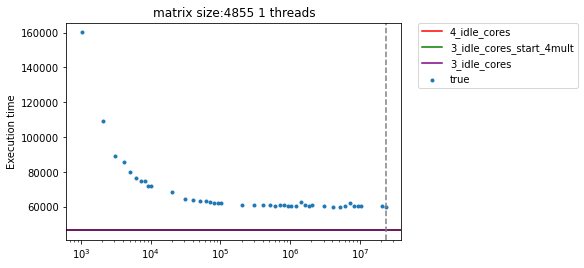 matrix size:4855 1 threads
Execution time
160000
140000
120000
100000
80000
60000
10³
10⁴
10⁵
10⁶
10⁷
4_idle_cores
3_idle_cores_start_4mult
3_idle_cores
true